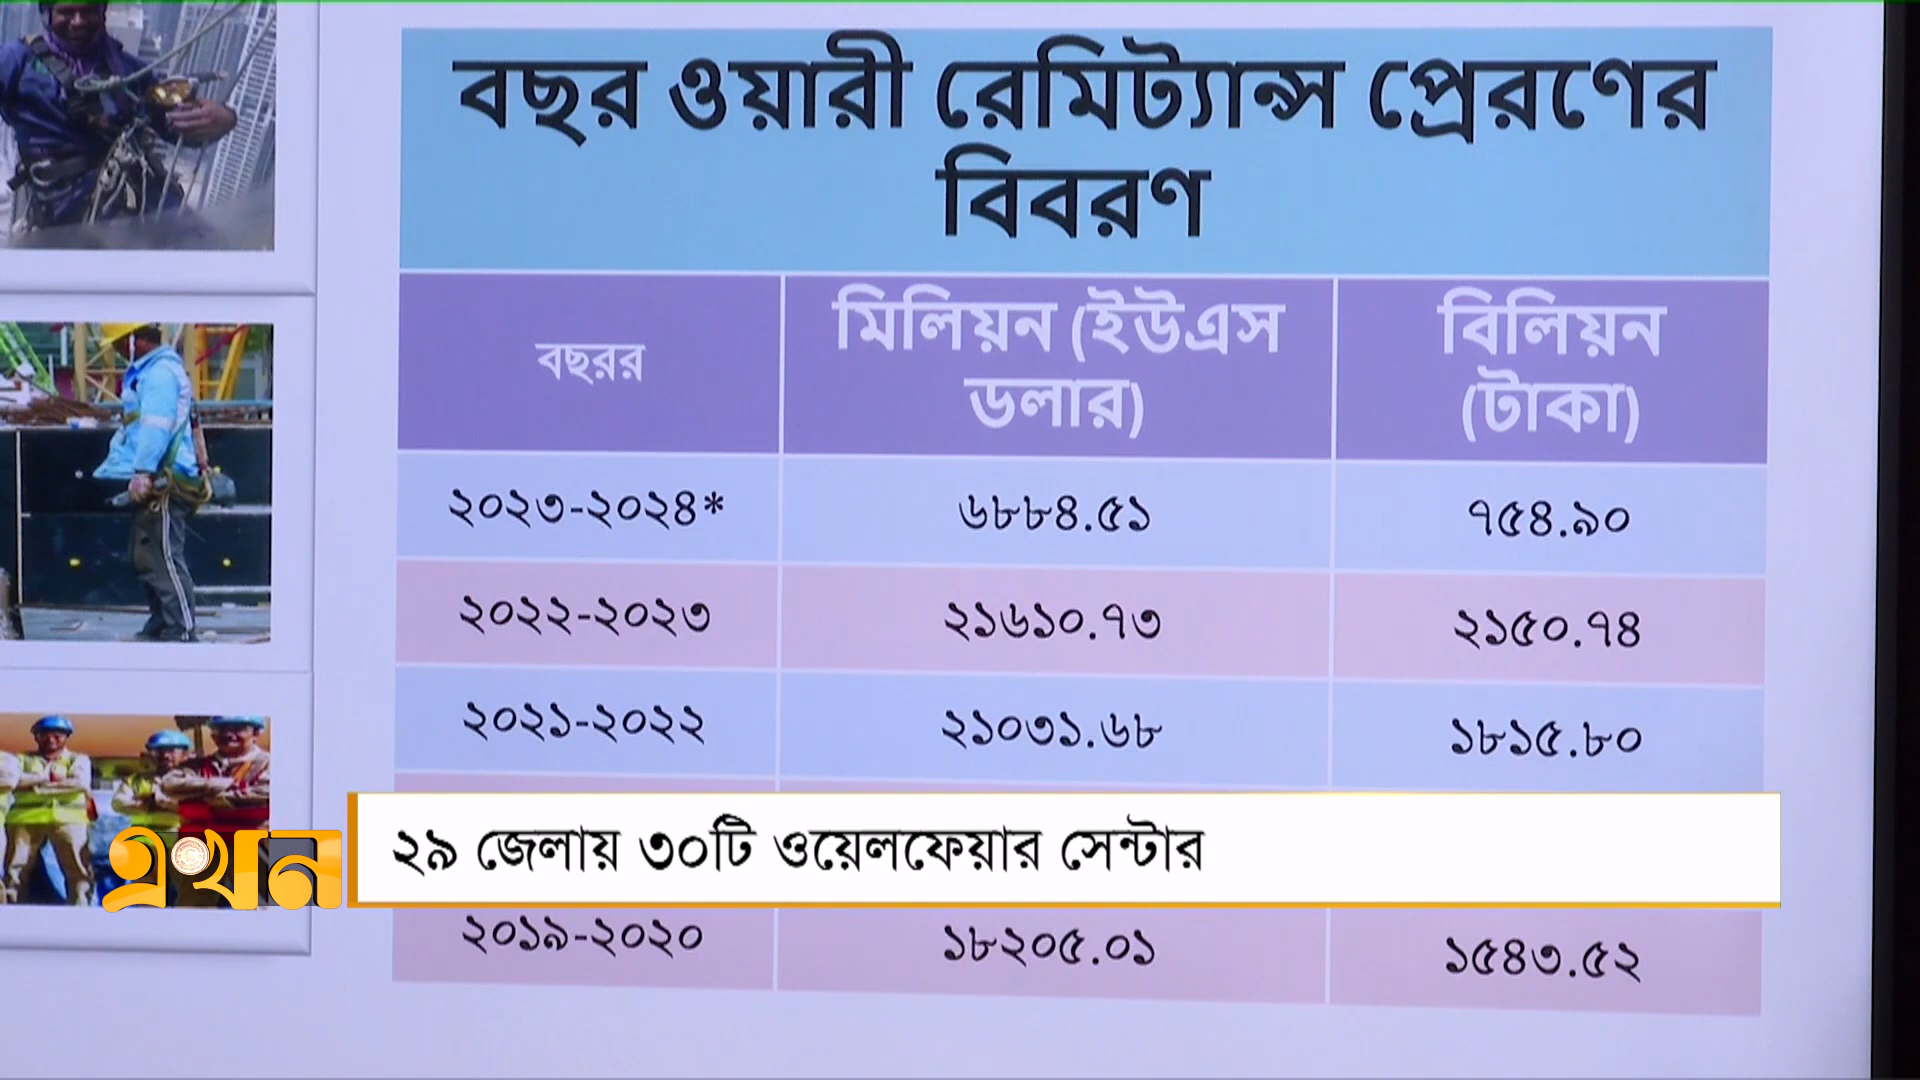 বছর ওয়ারী রেমিট্যান্স প্রেরণের
বিবরণ
বছরর মিলিয়ন (ইউএস ডলার) বিলিয়ন (টাকা)
২০২৩-২০২৪* ৬৮৮৪.৫১ ৭৫৪.৯০
২০২২-২০২৩ ২১৬১০.৭৩ ২১৫০.৭৪
২০২১-২০২২ ২১০৩১.৬৮ ১৮১৫.৮০
এখন
২৯ জেলায় ৩০টি ওয়েলফেয়ার সেন্টার
২০১৯-২০২০ ১৮২০৫.০১ ১৫৪৩.৫২